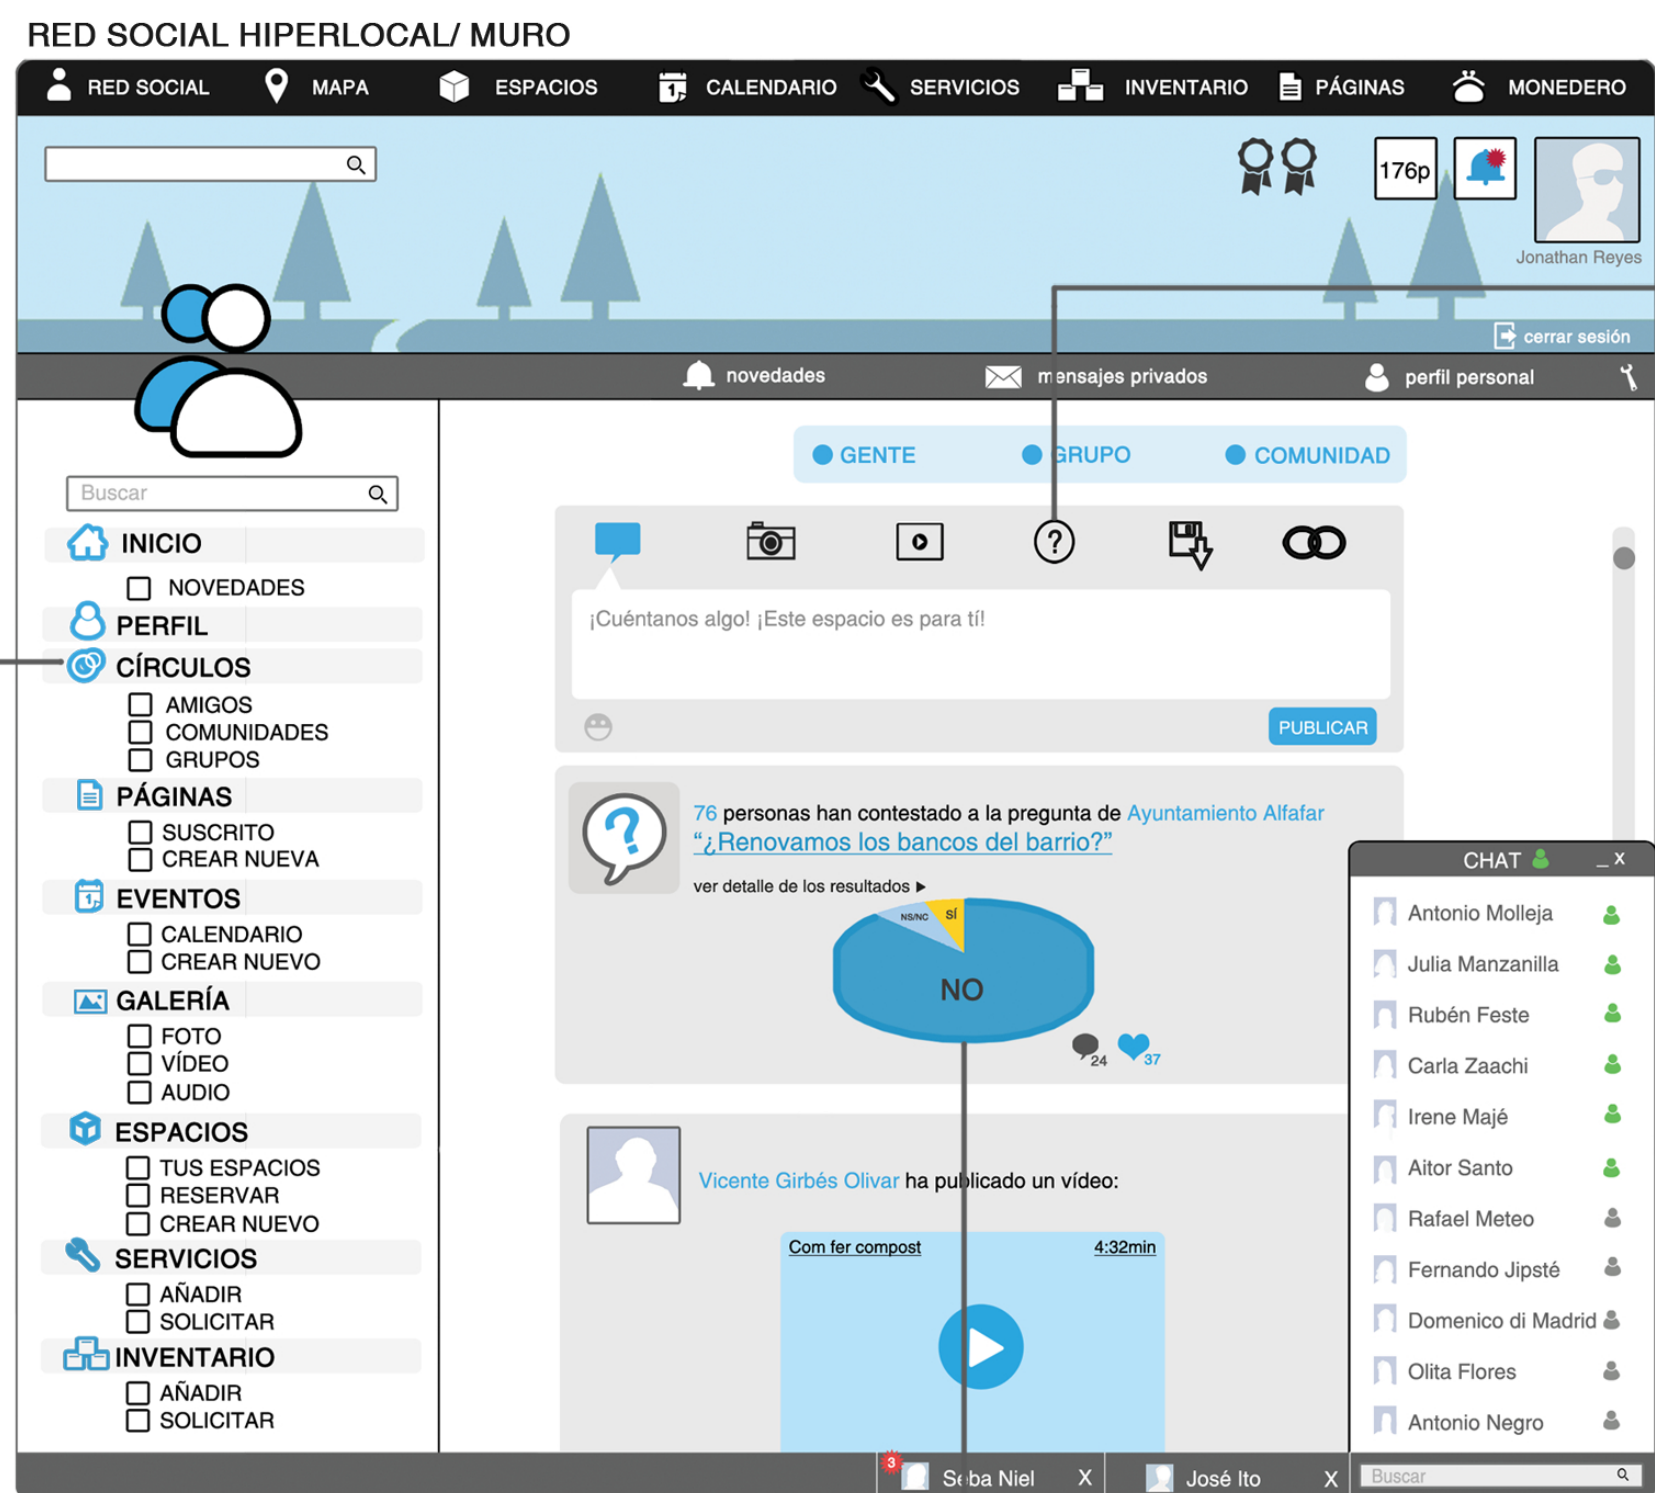 RED SOCIAL HIPERLOCAL/ MURO
RED SOCIAL MAPA ESPACIOS 1, CALENDARIO SERVICIOS INVENTARIO PÁGINAS MONEDERO
176p
Jonathan Reyes
cerrar sesión
novedades mensajes privados perfil personal
GENTE GRUPO COMUNIDAD
Buscar
INICIO
NOVEDADES
PERFIL
CÍRCULOS
AMIGOS
COMUNIDADES
GRUPOS
PÁGINAS
SUSCRITO
CREAR NUEVA
1, EVENTOS
CALENDARIO
CREAR NUEVO
GALERÍA
FOTO
VÍDEO
AUDIO
ESPACIOS
TUS ESPACIOS
RESERVAR
CREAR NUEVO
SERVICIOS
AÑADIR
SOLICITAR
INVENTARIO
AÑADIR
SOLICITAR
?
¡Cuéntanos algo! ¡Este espacio es para tí!
PUBLICAR
?
76 personas han contestado a la pregunta de Ayuntamiento Alfafar
“¿Renovamos los bancos del barrio?”
ver detalle de los resultados
NS/NC SÍ
NO
24 37
Vicente Girbés Olivar ha publicado un vídeo:
Com fer compost 4:32min
CHAT _ X
Antonio Molleja
Julia Manzanilla
Rubén Feste
Carla Zaachi
Irene Majé
Aitor Santo
Rafael Meteo
Fernando Jipsté
Domenico di Madrid
Olita Flores
Antonio Negro
3 Seba Niel X José Ito X Buscar